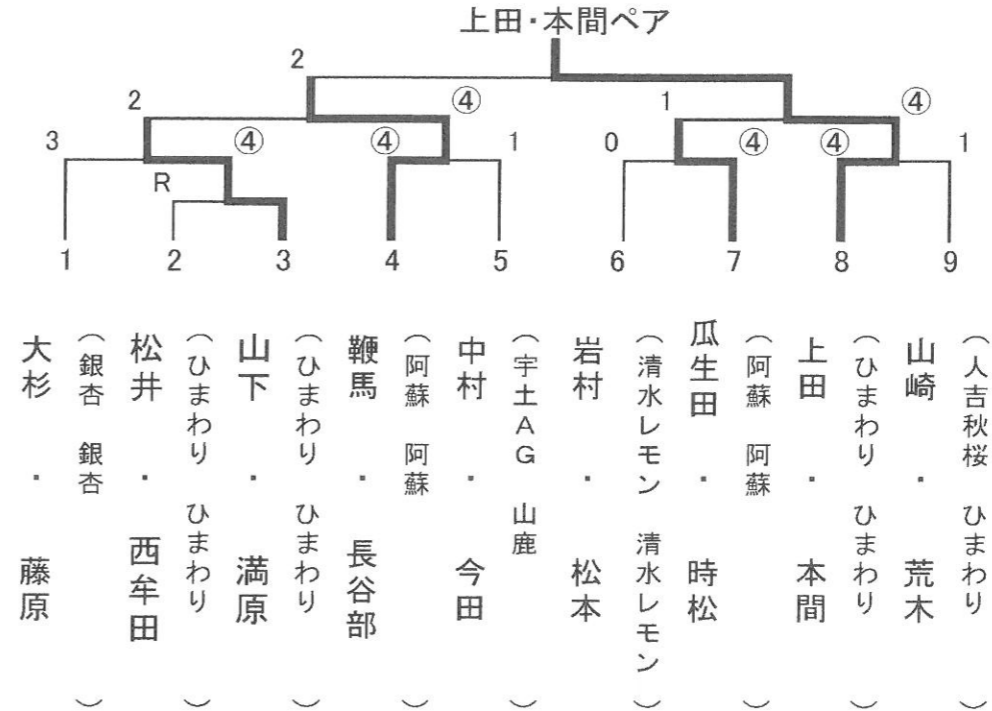 上田・本間ペア
2
2 ④ 1 ④
3 ④ ④ 1 0 ④ ④ 1
R
1 2 3 4 5 6 7 8 9
大杉・藤原
（銀杏 銀杏）
松井・西牟田
（ひまわり ひまわり）
山下・満原
（ひまわり ひまわり）
鞭馬・長谷部
（阿蘇 阿蘇）
中村・今田
（宇土AG 山鹿）
岩村・松本
（清水レモン 清水レモン）
瓜生田・時松
（阿蘇 阿蘇）
上田・本間
（ひまわり ひまわり）
山崎・荒木
（人吉秋桜 ひまわり）